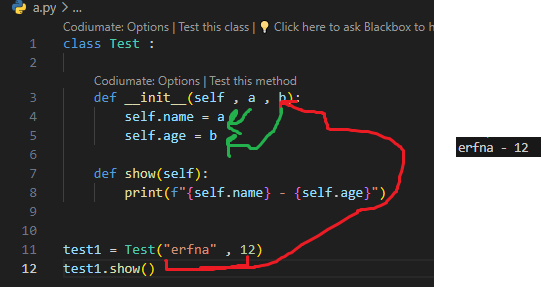 a.py > ...
Codiumate: Options | Test this class | 💡 Click here to ask Blackbox to h
1 class Test :
2
Codiumate: Options | Test this method
3 def __init__(self , a , b):
4 self.name = a
5 self.age = b
6
7 def show(self):
8 print(f"{self.name} - {self.age}")
9
10
11 test1 = Test("erfna" , 12)
12 test1.show()
erfna - 12